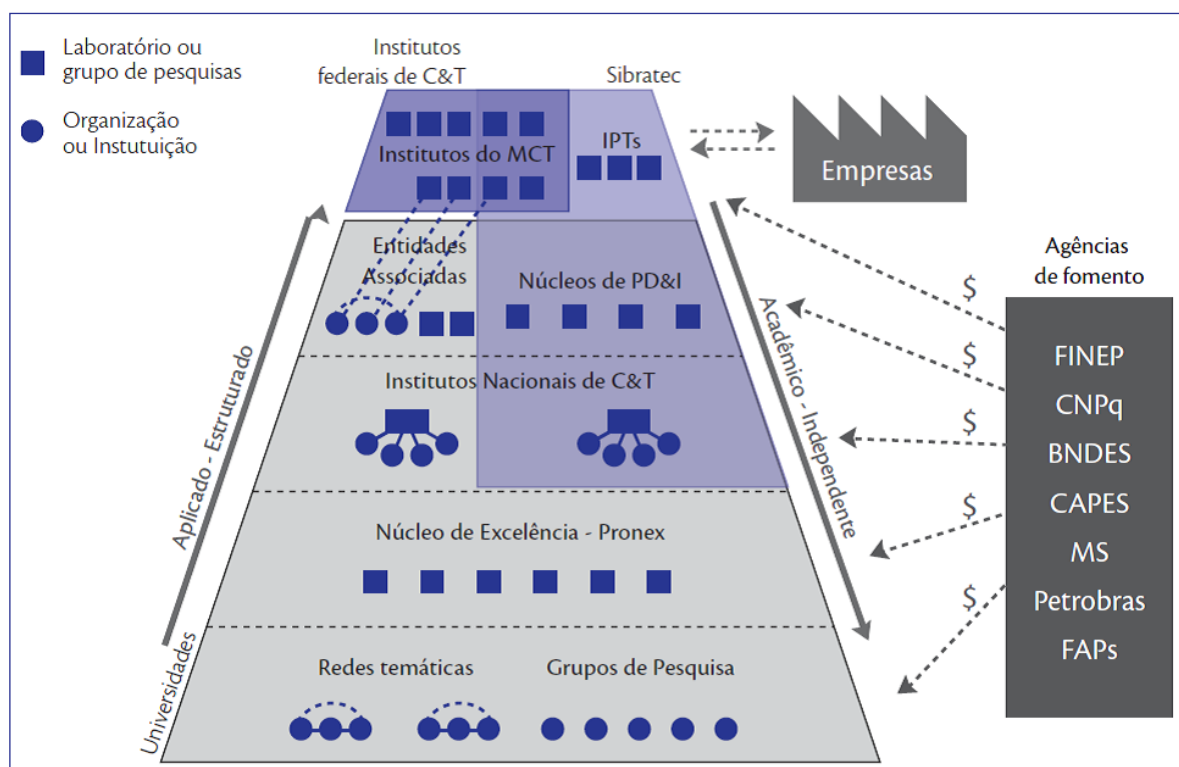 Laboratório ou
grupo de pesquisas
Organização
ou Instutuição
Institutos
federais de C&T
Sibratec
Institutos do MCT
IPTs
Empresas
Entidades
Associadas
Núcleos de PD&I
Institutos Nacionais de C&T
Núcleo de Excelência - Pronex
Redes temáticas
Grupos de Pesquisa
Universidades
Aplicado - Estruturado
Acadêmico - Independente
Agências
de fomento
$
$
$
$
$
FINEP
CNPq
BNDES
CAPES
MS
Petrobras
FAPs